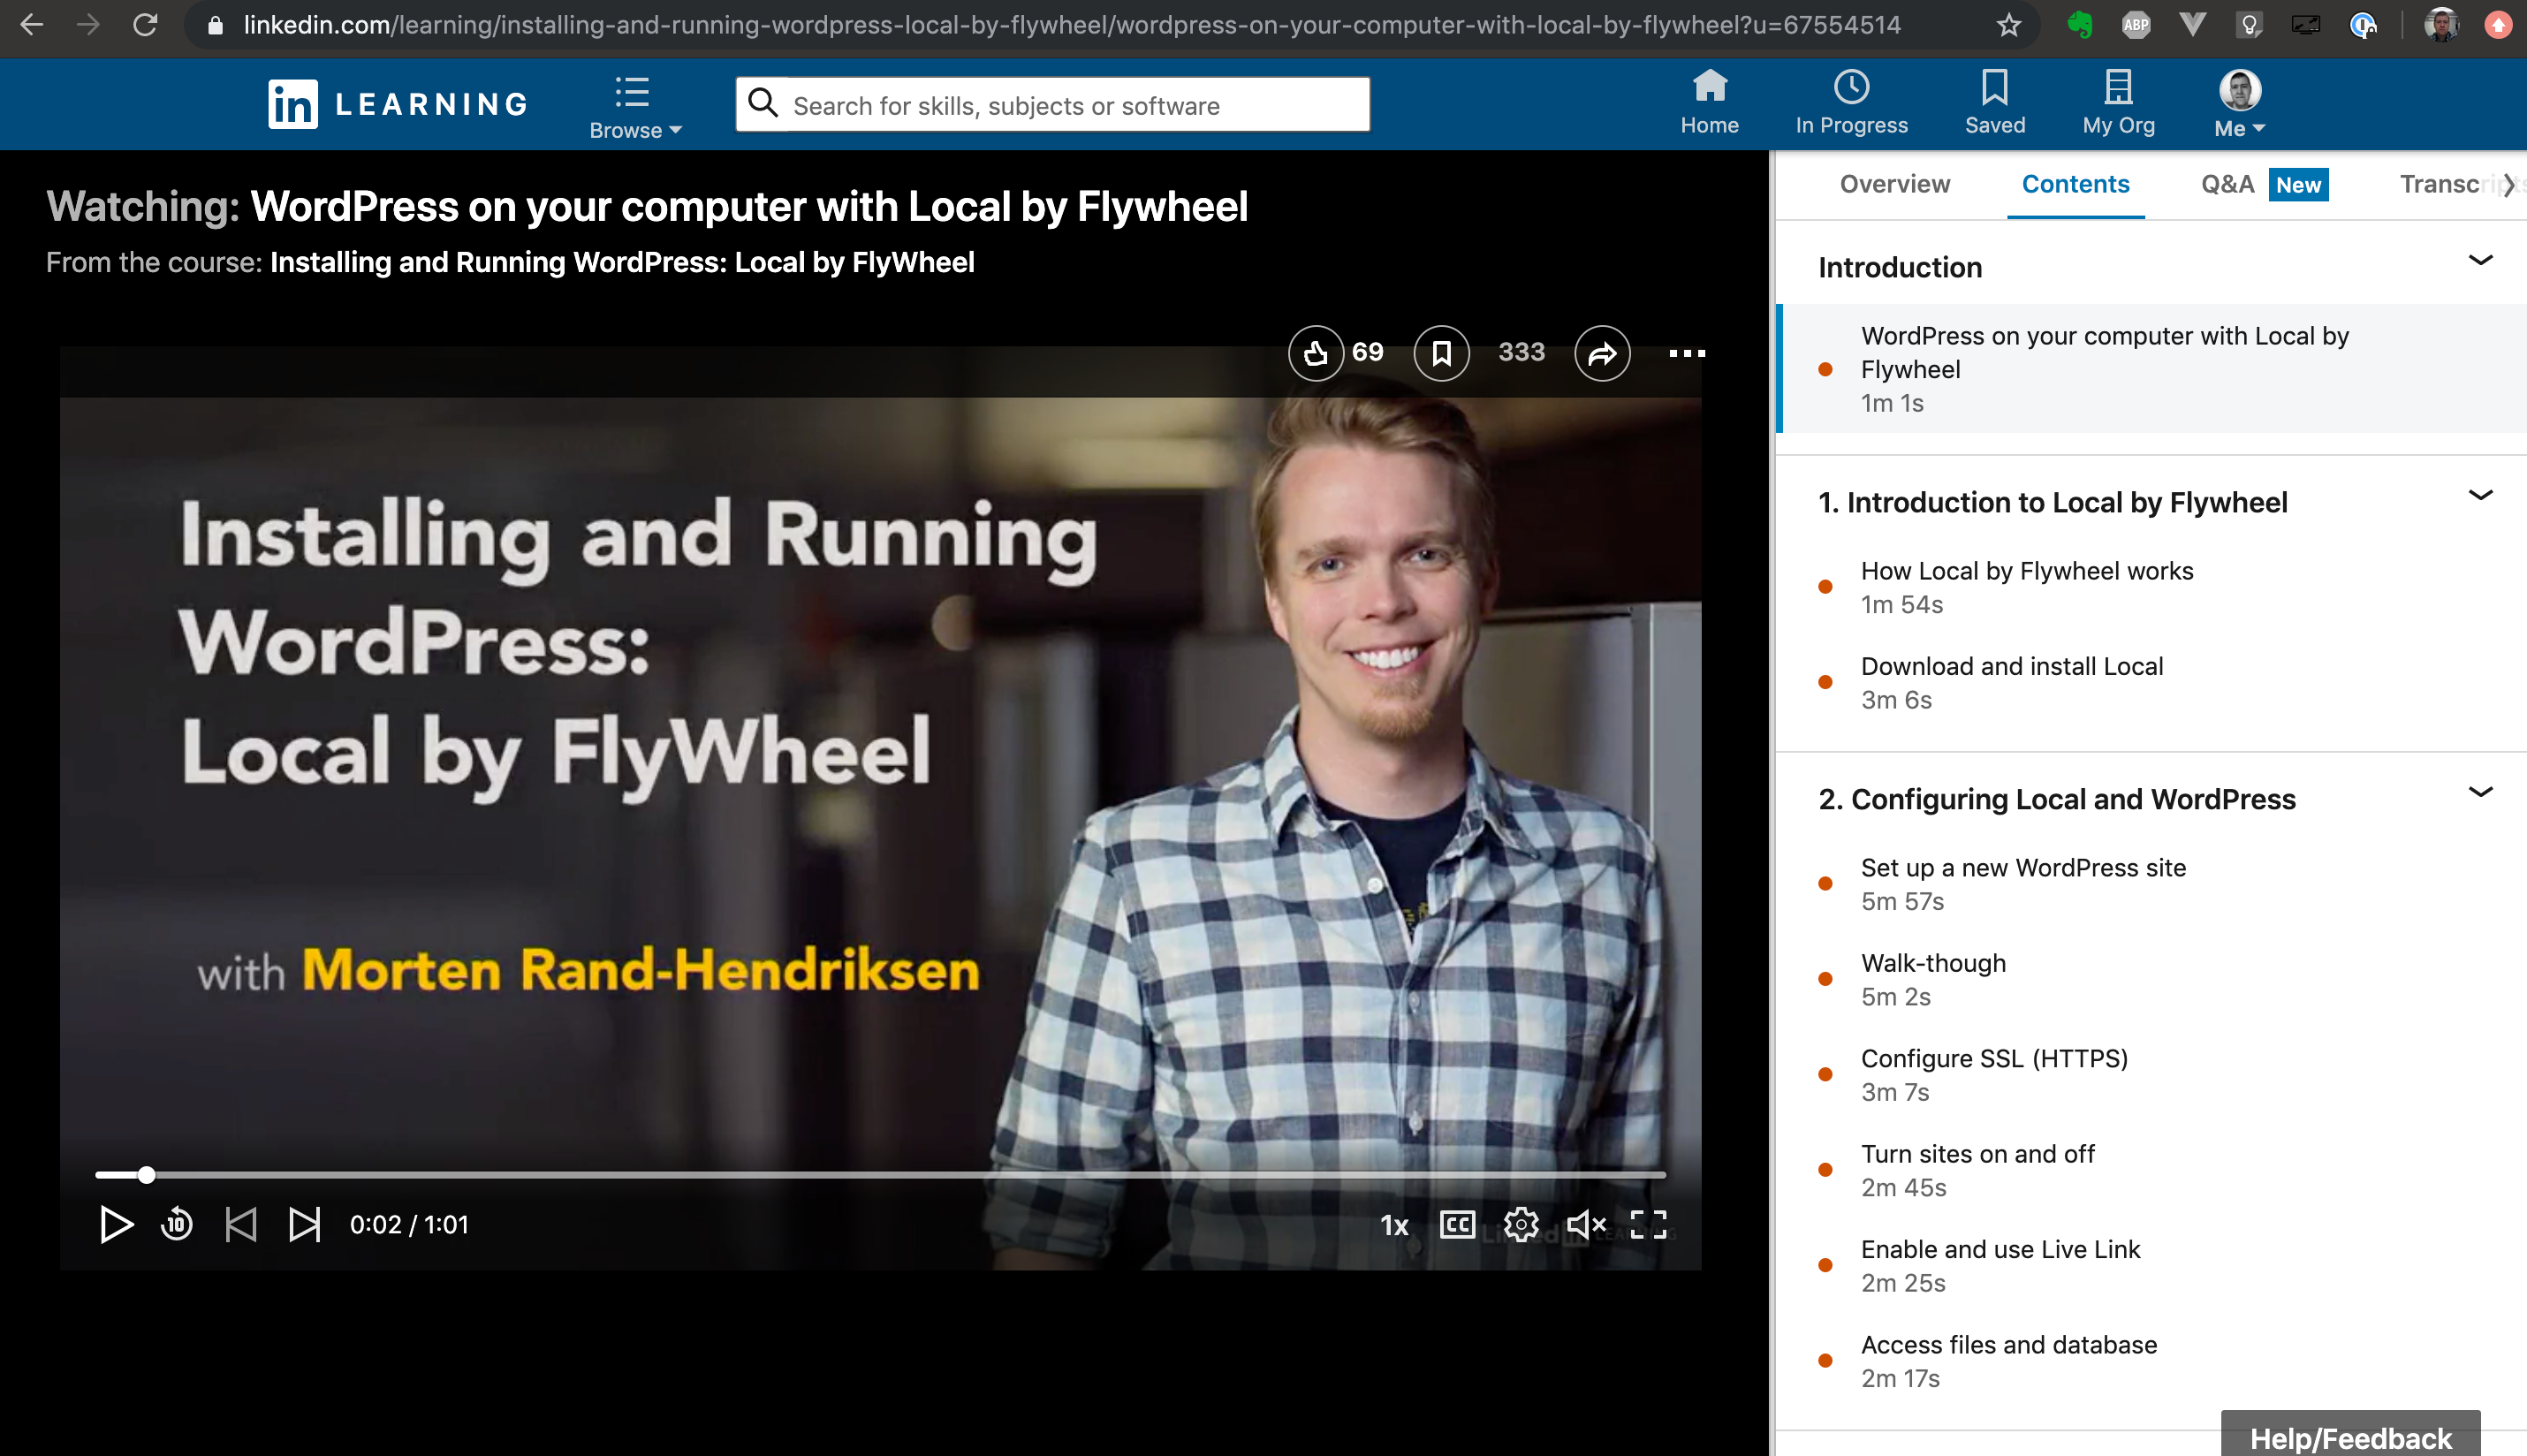 linkedin.com/learning/installing-and-running-wordpress-local-by-flywheel/wordpress-on-your-computer-with-local-by-flywheel?u=67554514
ABP
in LEARNING
Browse
Search for skills, subjects or software
Home
In Progress
Saved
My Org
Me
Watching: WordPress on your computer with Local by Flywheel
From the course: Installing and Running WordPress: Local by FlyWheel
69
333
Installing and Running
WordPress:
Local by FlyWheel
with Morten Rand-Hendriksen
10
0:02 / 1:01
1x
CC
Linked in LEARNING
Overview
Contents
Q&A
New
Transcripts
Introduction
WordPress on your computer with Local by
Flywheel
1m 1s
1. Introduction to Local by Flywheel
How Local by Flywheel works
1m 54s
Download and install Local
3m 6s
2. Configuring Local and WordPress
Set up a new WordPress site
5m 57s
Walk-though
5m 2s
Configure SSL (HTTPS)
3m 7s
Turn sites on and off
2m 45s
Enable and use Live Link
2m 25s
Access files and database
2m 17s
Help/Feedback